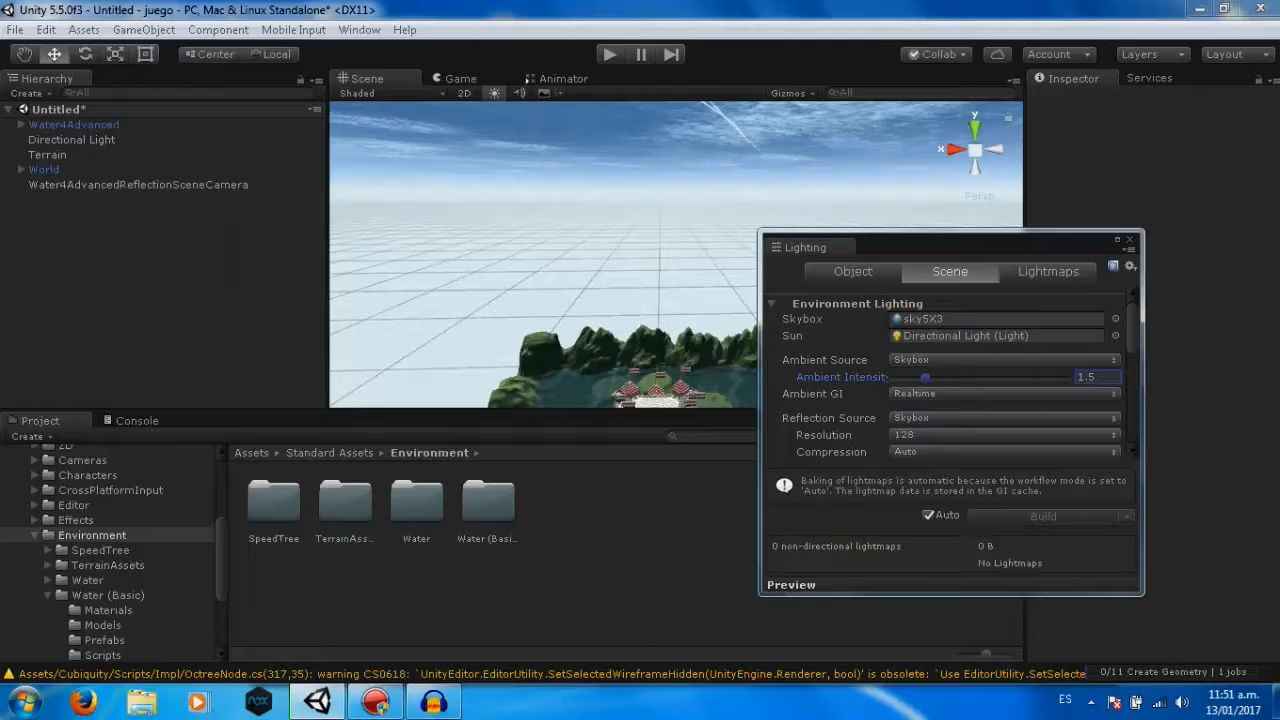 Unity 5.5.0f3 - Untitled - juego - PC, Mac & Linux Standalone* <DX11>
File Edit Assets GameObject Component Mobile Input Window Help
Center Local Collab Account Layers Layout
Hierarchy Scene Game Animator Inspector Services
Create All Shaded 2D Gizmos All
Untitled*
Water4Advanced
Directional Light
Terrain
World
Water4AdvancedReflectionSceneCamera
y
x
Persp
Lighting
Object Scene Lightmaps
Environment Lighting
Skybox sky5X3
Sun Directional Light (Light)
Ambient Source Skybox
Ambient Intensit 1.5
Ambient GI Realtime
Reflection Source Skybox
Resolution 128
Compression Auto
Baking of lightmaps is automatic because the workflow mode is set to
'Auto'. The lightmap data is stored in the GI cache.
Auto Build
0 non-directional lightmaps 0 B
No Lightmaps
Preview
Project Console
Create
2D
Cameras
Characters
CrossPlatformInput
Editor
Effects
Environment
SpeedTree
TerrainAssets
Water
Water (Basic)
Materials
Models
Prefabs
Scripts
Assets Standard Assets Environment
SpeedTree TerrainAss... Water Water (Basi...
Assets/Cubiquity/Scripts/Impl/OctreeNode.cs(317,35): warning CS0618: `UnityEditor.EditorUtility.SetSelectedWireframeHidden(UnityEngine.Renderer, bool)' is obsolete: `Use EditorUtility.SetSelecte
0/11 Create Geometry | 1 jobs
nox
ES
11:51 a.m.
13/01/2017